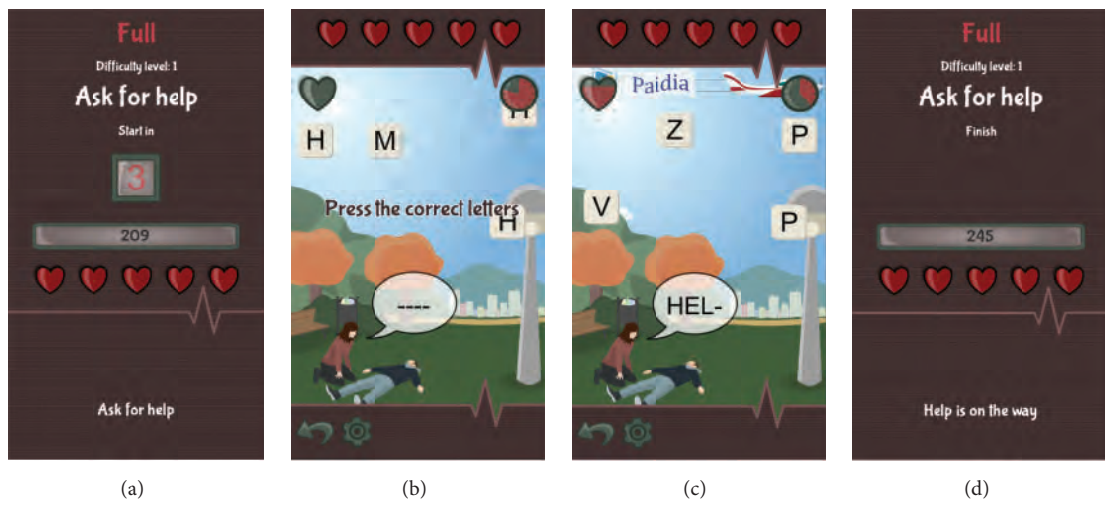 Full
Difficulty level: 1
Ask for help
Start in
3
209
Ask for help
(a)
H
H M
Press the correct letters
H
----
(b)
Paidia
Z P
V P
HEL-
(c)
Full
Difficulty level: 1
Ask for help
Finish
245
Help is on the way
(d)